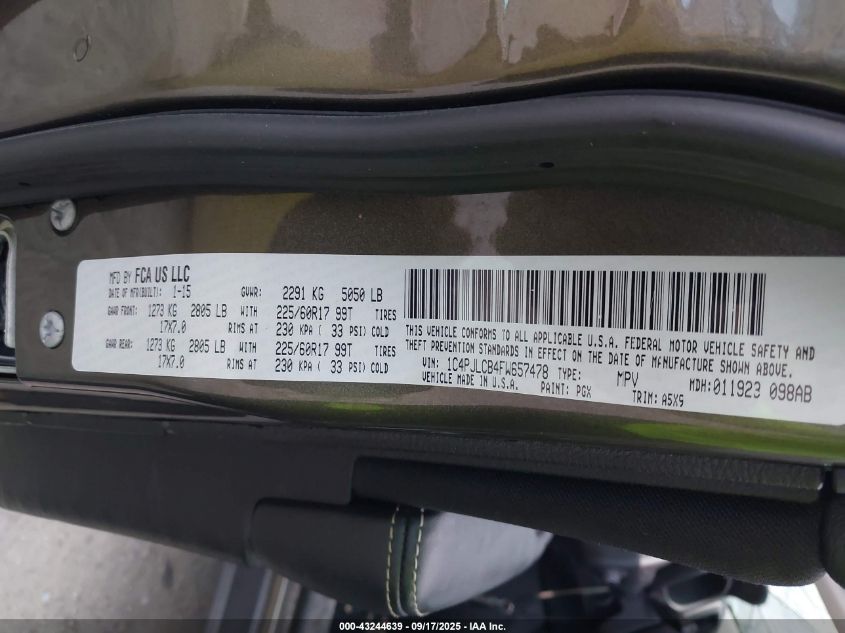 MFD BY FCA US LLC
DATE OF MFR(BUILT): 1-15 GVWR: 2291 KG 5050 LB
GAWR FRONT: 1273 KG 2805 LB WITH 225/60R17 99T TIRES
17X7.0 RIMS AT 230 KPA ( 33 PSI) COLD
GAWR REAR: 1273 KG 2805 LB WITH 225/60R17 99T TIRES
17X7.0 RIMS AT 230 KPA ( 33 PSI) COLD
THIS VEHICLE CONFORMS TO ALL APPLICABLE U.S.A. FEDERAL MOTOR VEHICLE SAFETY AND
THEFT PREVENTION STANDARDS IN EFFECT ON THE DATE OF MANUFACTURE SHOWN ABOVE.
VIN: 1C4PJLCB4FW657478 TYPE: MPV MDH: 011923 098AB
VEHICLE MADE IN U.S.A. PAINT: PGX TRIM: A5X9
000-43244639 - 09/17/2025 - IAA Inc.